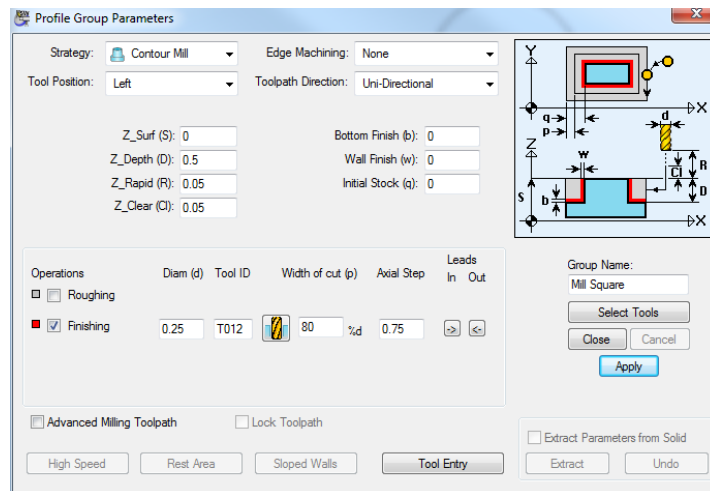 Profile Group Parameters
Strategy: Contour Mill Edge Machining: None
Tool Position: Left Toolpath Direction: Uni-Directional
Z_Surf (S): 0 Bottom Finish (b): 0
Z_Depth (D): 0.5 Wall Finish (w): 0
Z_Rapid (R): 0.05 Initial Stock (q): 0
Z_Clear (Cl): 0.05
Y
d
X
q
p
Z
w
R
Cl
D
S
b
X
Operations Diam (d) Tool ID Width of cut (p) Axial Step Leads
In Out
Roughing
Finishing 0.25 T012 80 %d 0.75 -> <-
Group Name:
Mill Square
Select Tools
Close Cancel
Apply
Advanced Milling Toolpath Lock Toolpath
Extract Parameters from Solid
High Speed Rest Area Sloped Walls Tool Entry Extract Undo